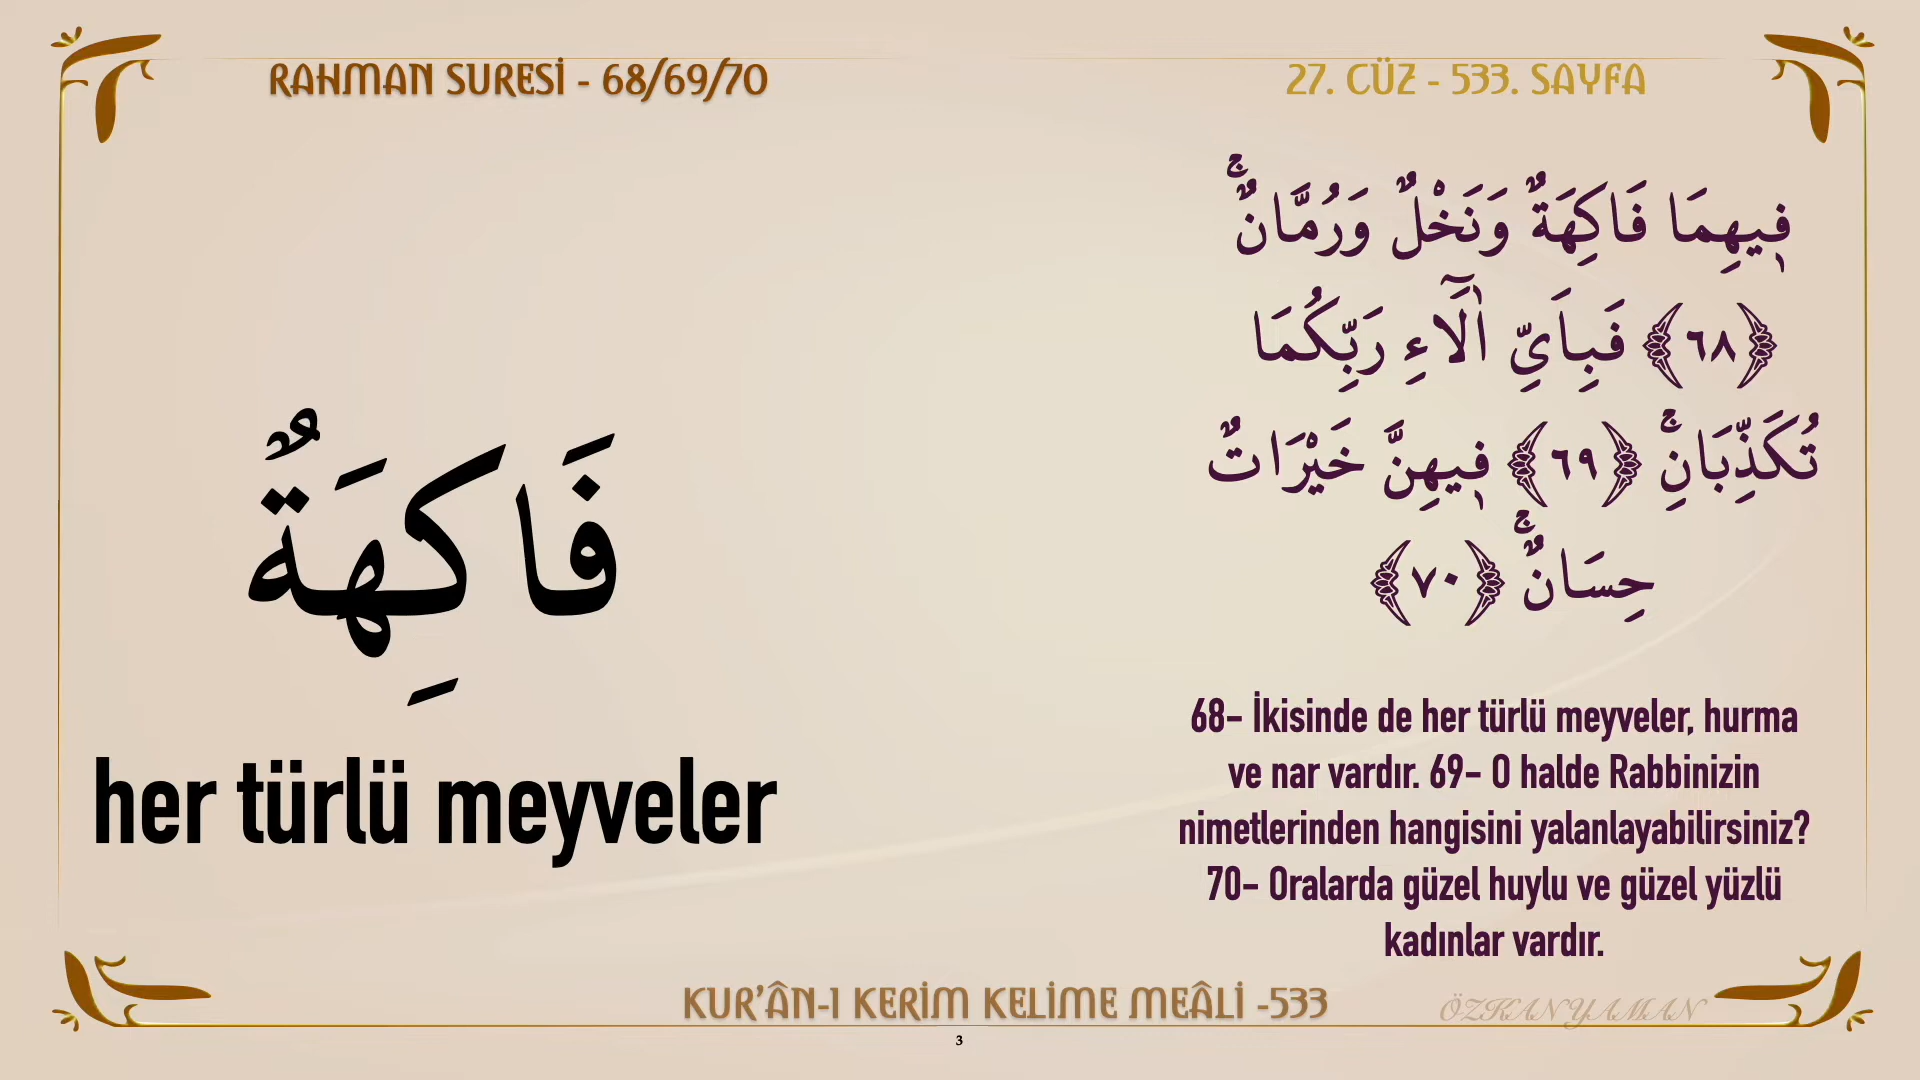 RAHMAN SURESİ - 68/69/70
27. CÜZ - 533. SAYFA
فَاكِهَةٌ
her türlü meyveler
ف۪يهِمَا فَاكِهَةٌ وَنَخْلٌ وَرُمَّانٌۚ
﴿٦٨﴾ فَبِاَيِّ اٰلَٓاءِ رَبِّكُمَا
تُكَذِّبَانِۚ ﴿٦٩﴾ ف۪يهِنَّ خَيْرَاتٌ
حِسَانٌۚ ﴿٧٠﴾
68- İkisinde de her türlü meyveler, hurma
ve nar vardır. 69- O halde Rabbinizin
nimetlerinden hangisini yalanlayabilirsiniz?
70- Oralarda güzel huylu ve güzel yüzlü
kadınlar vardır.
KUR'ÂN-I KERİM KELİME MEÂLİ -533
ÖZKAN YAMAN
3